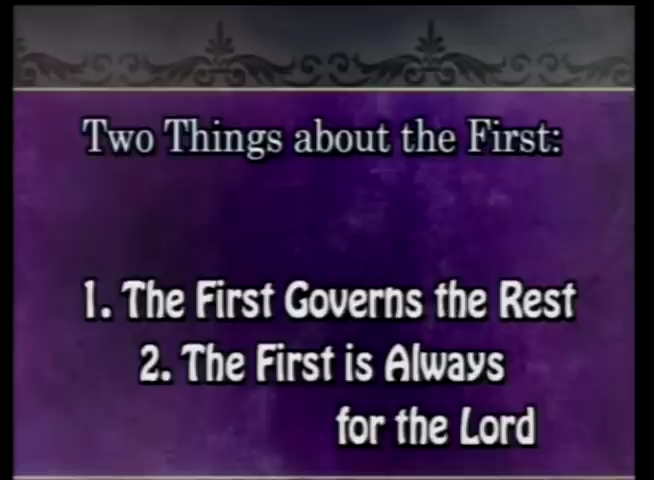 Two Things about the First:
1. The First Governs the Rest
2. The First is Always
for the Lord